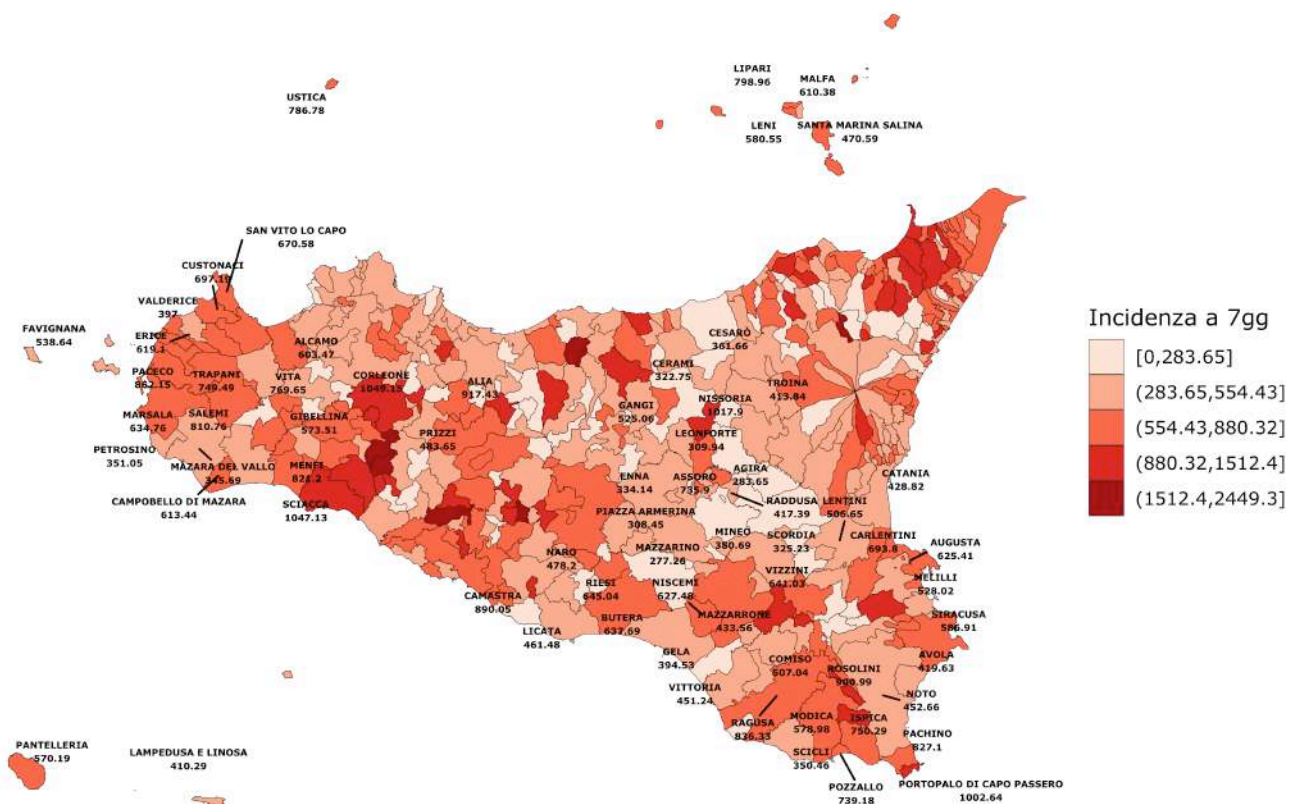 LIPARI
798.96
MALFA
610.38
USTICA
786.78
LENI
580.55
SANTA MARINA SALINA
470.59
SAN VITO LO CAPO
670.58
CUSTONACI
697.19
VALDERICE
397
FAVIGNANA
538.64
ERICE
619.1
ALCAMO
603.47
CESARÒ
361.66
CERAMI
322.75
PACECO
862.15
TRAPANI
749.49
VITA
769.65
CORLEONE
1049.15
ALIA
917.43
TROINA
413.84
NISSORIA
1017.9
GANGI
525.06
MARSALA
634.76
SALEMI
810.76
GIBELLINA
573.51
PRIZZI
483.65
LEONFORTE
309.94
PETROSINO
351.05
MAZARA DEL VALLO
345.69
MENFI
821.2
ENNA
334.14
ASSORO
735.9
AGIRA
283.65
CATANIA
428.82
CAMPOBELLO DI MAZARA
613.44
SCIACCA
1047.13
RADDUSA
417.39
LENTINI
506.65
PIAZZA ARMERINA
308.45
MINEO
380.69
SCORDIA
325.23
CARLENTINI
693.8
AUGUSTA
625.41
NARO
478.2
MAZZARINO
277.26
VIZZINI
641.03
MELILLI
528.02
CAMASTRA
890.05
RIESI
645.04
NISCEMI
627.48
MAZZARRONE
433.56
SIRACUSA
586.91
LICATA
461.48
BUTERA
637.69
GELA
394.53
COMISO
607.04
ROSOLINI
900.99
AVOLA
419.63
VITTORIA
451.24
NOTO
452.66
RAGUSA
836.33
MODICA
578.98
ISPICA
750.29
PACHINO
827.1
PANTELLERIA
570.19
LAMPEDUSA E LINOSA
410.29
SCICLI
350.46
POZZALLO
739.18
PORTOPALO DI CAPO PASSERO
1002.64
Incidenza a 7gg
[0,283.65]
(283.65,554.43]
(554.43,880.32]
(880.32,1512.4]
(1512.4,2449.3]